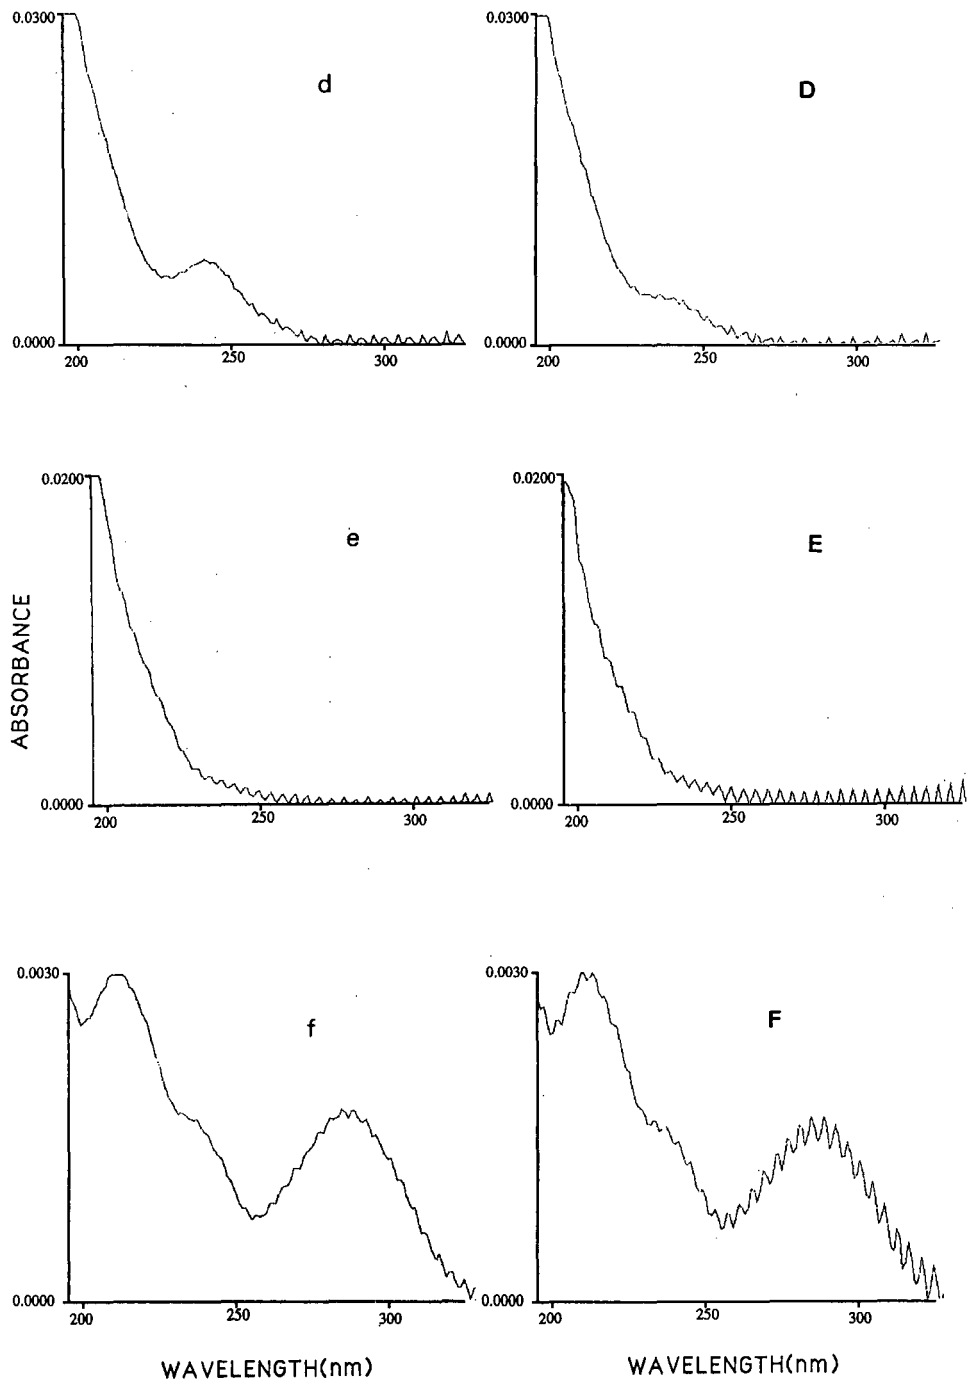 0.0300 0.0300
d D
0.0000 0.0000
200 250 300 200 250 300
0.0200 0.0200
e E
ABSORBANCE
0.0000 0.0000
200 250 300 200 250 300
0.0030 0.0030
f F
0.0000 0.0000
200 250 300 200 250 300
WAVELENGTH(nm) WAVELENGTH(nm)